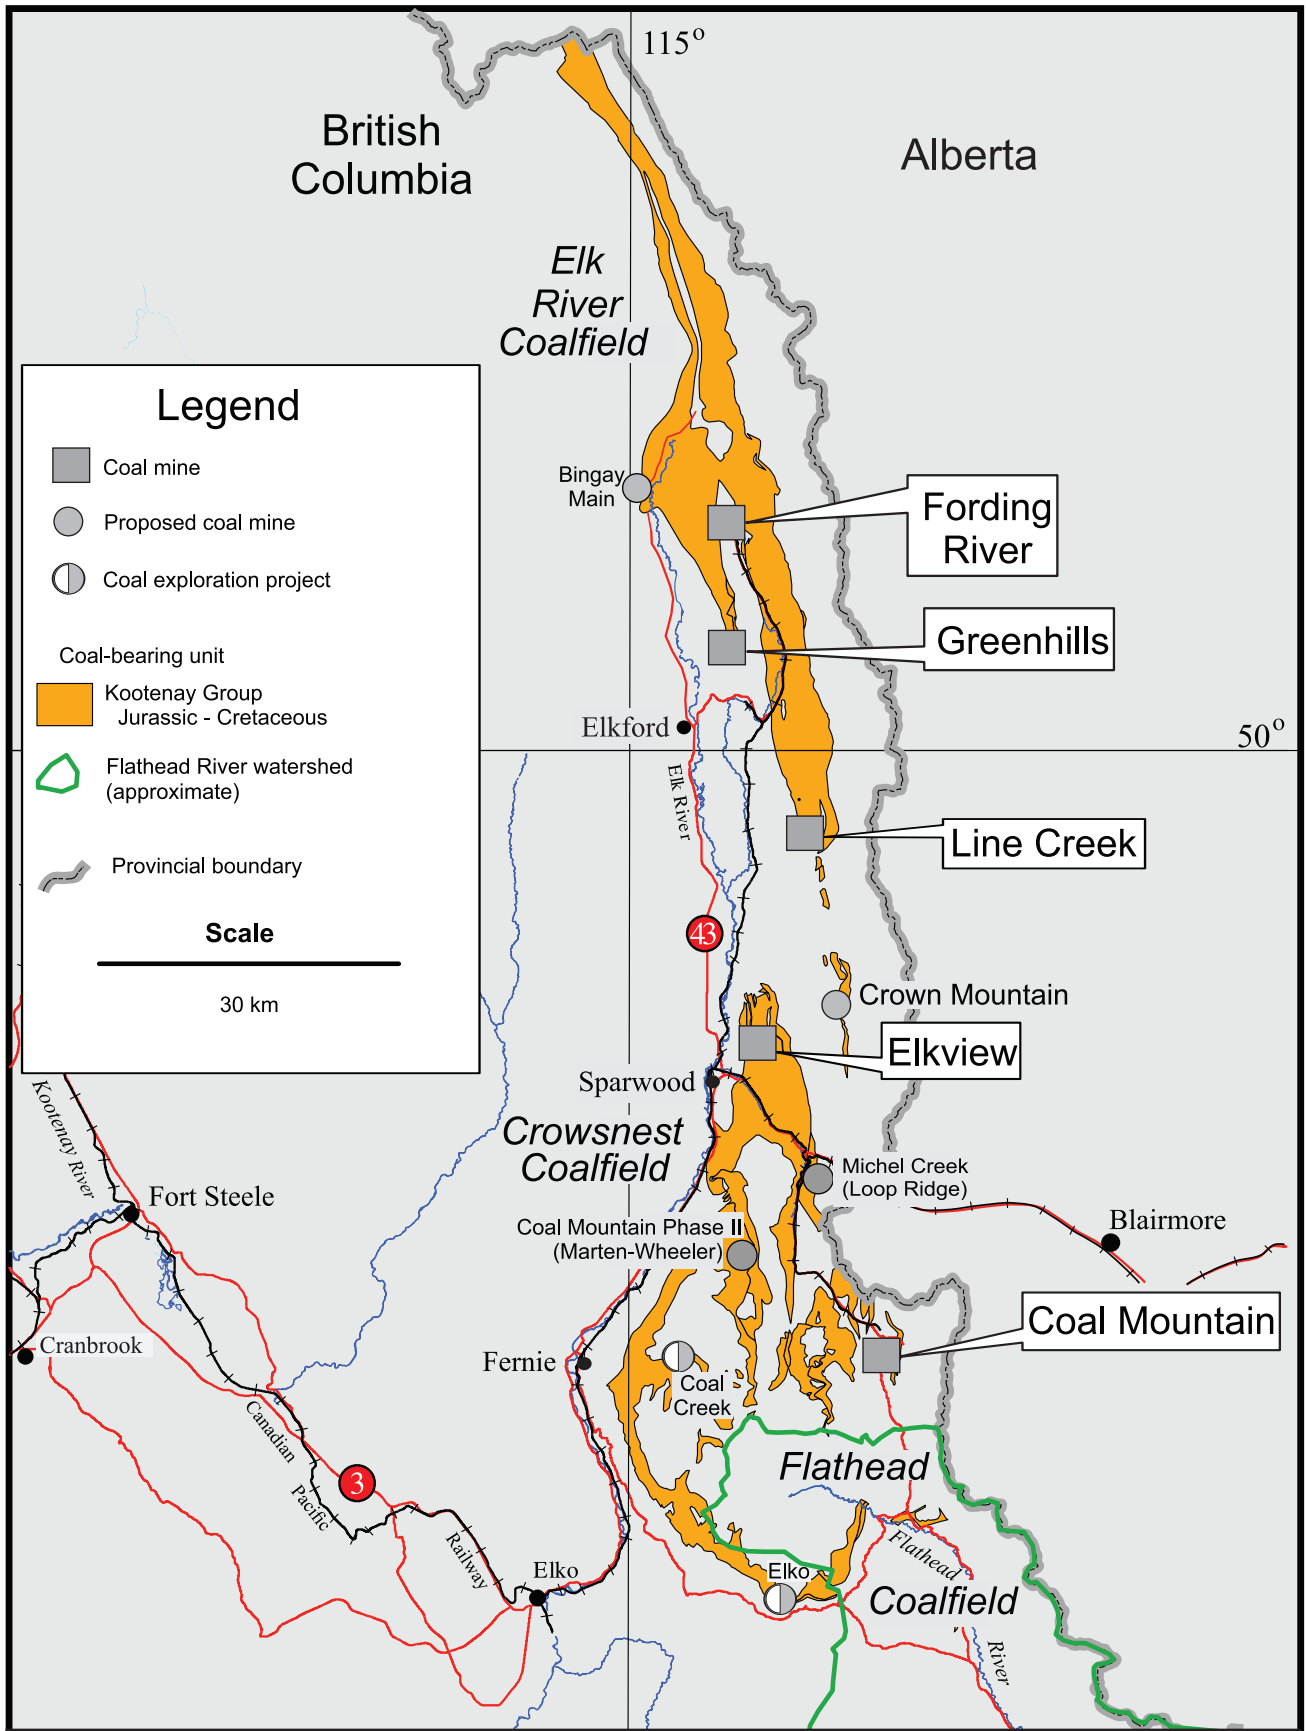 115°
British
Columbia
Alberta
Elk
River
Coalfield
Legend
Coal mine
Proposed coal mine
Coal exploration project
Coal-bearing unit
Kootenay Group
Jurassic - Cretaceous
Flathead River watershed
(approximate)
Provincial boundary
Scale
30 km
Bingay
Main
Fording
River
Greenhills
Elkford
50°
Elk River
Line Creek
43
Crown Mountain
Elkview
Sparwood
Kootenay River
Crowsnest
Coalfield
Michel Creek
(Loop Ridge)
Fort Steele
Coal Mountain Phase II
(Marten-Wheeler)
Blairmore
Coal Mountain
Cranbrook
Fernie
Coal
Creek
Canadian
Pacific
Railway
3
Flathead
Flathead
River
Elko
Elko
Coalfield